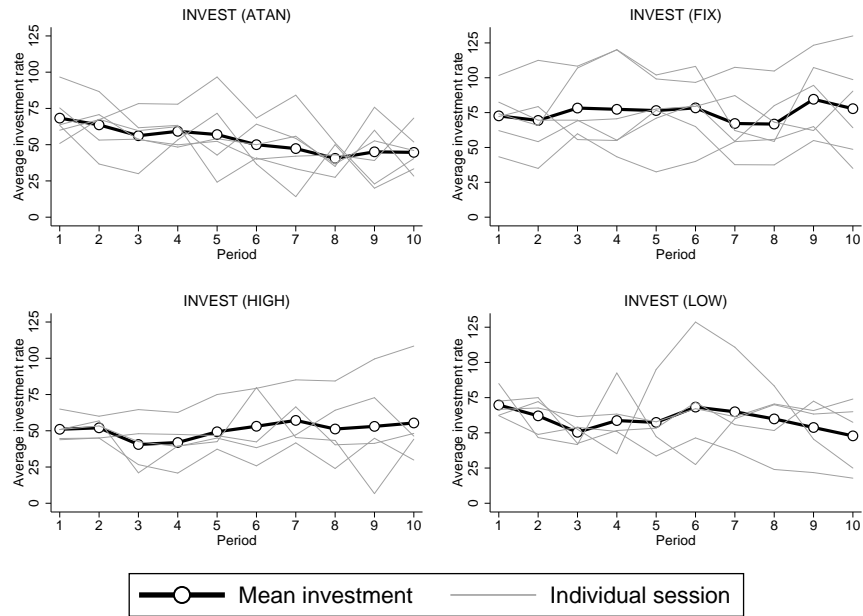 INVEST (ATAN)
Average investment rate
125
100
75
50
25
0
1 2 3 4 5 6 7 8 9 10
Period
INVEST (FIX)
Average investment rate
125
100
75
50
25
0
1 2 3 4 5 6 7 8 9 10
Period
INVEST (HIGH)
Average investment rate
125
100
75
50
25
0
1 2 3 4 5 6 7 8 9 10
Period
INVEST (LOW)
Average investment rate
125
100
75
50
25
0
1 2 3 4 5 6 7 8 9 10
Period
Mean investment Individual session